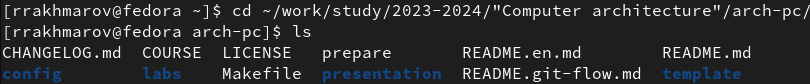 [rrakhmarov@fedora ~]$ cd ~/work/study/2023-2024/"Computer architecture"/arch-pc/
[rrakhmarov@fedora arch-pc]$ ls
CHANGELOG.md COURSE LICENSE prepare README.en.md README.md
config labs Makefile presentation README.git-flow.md template